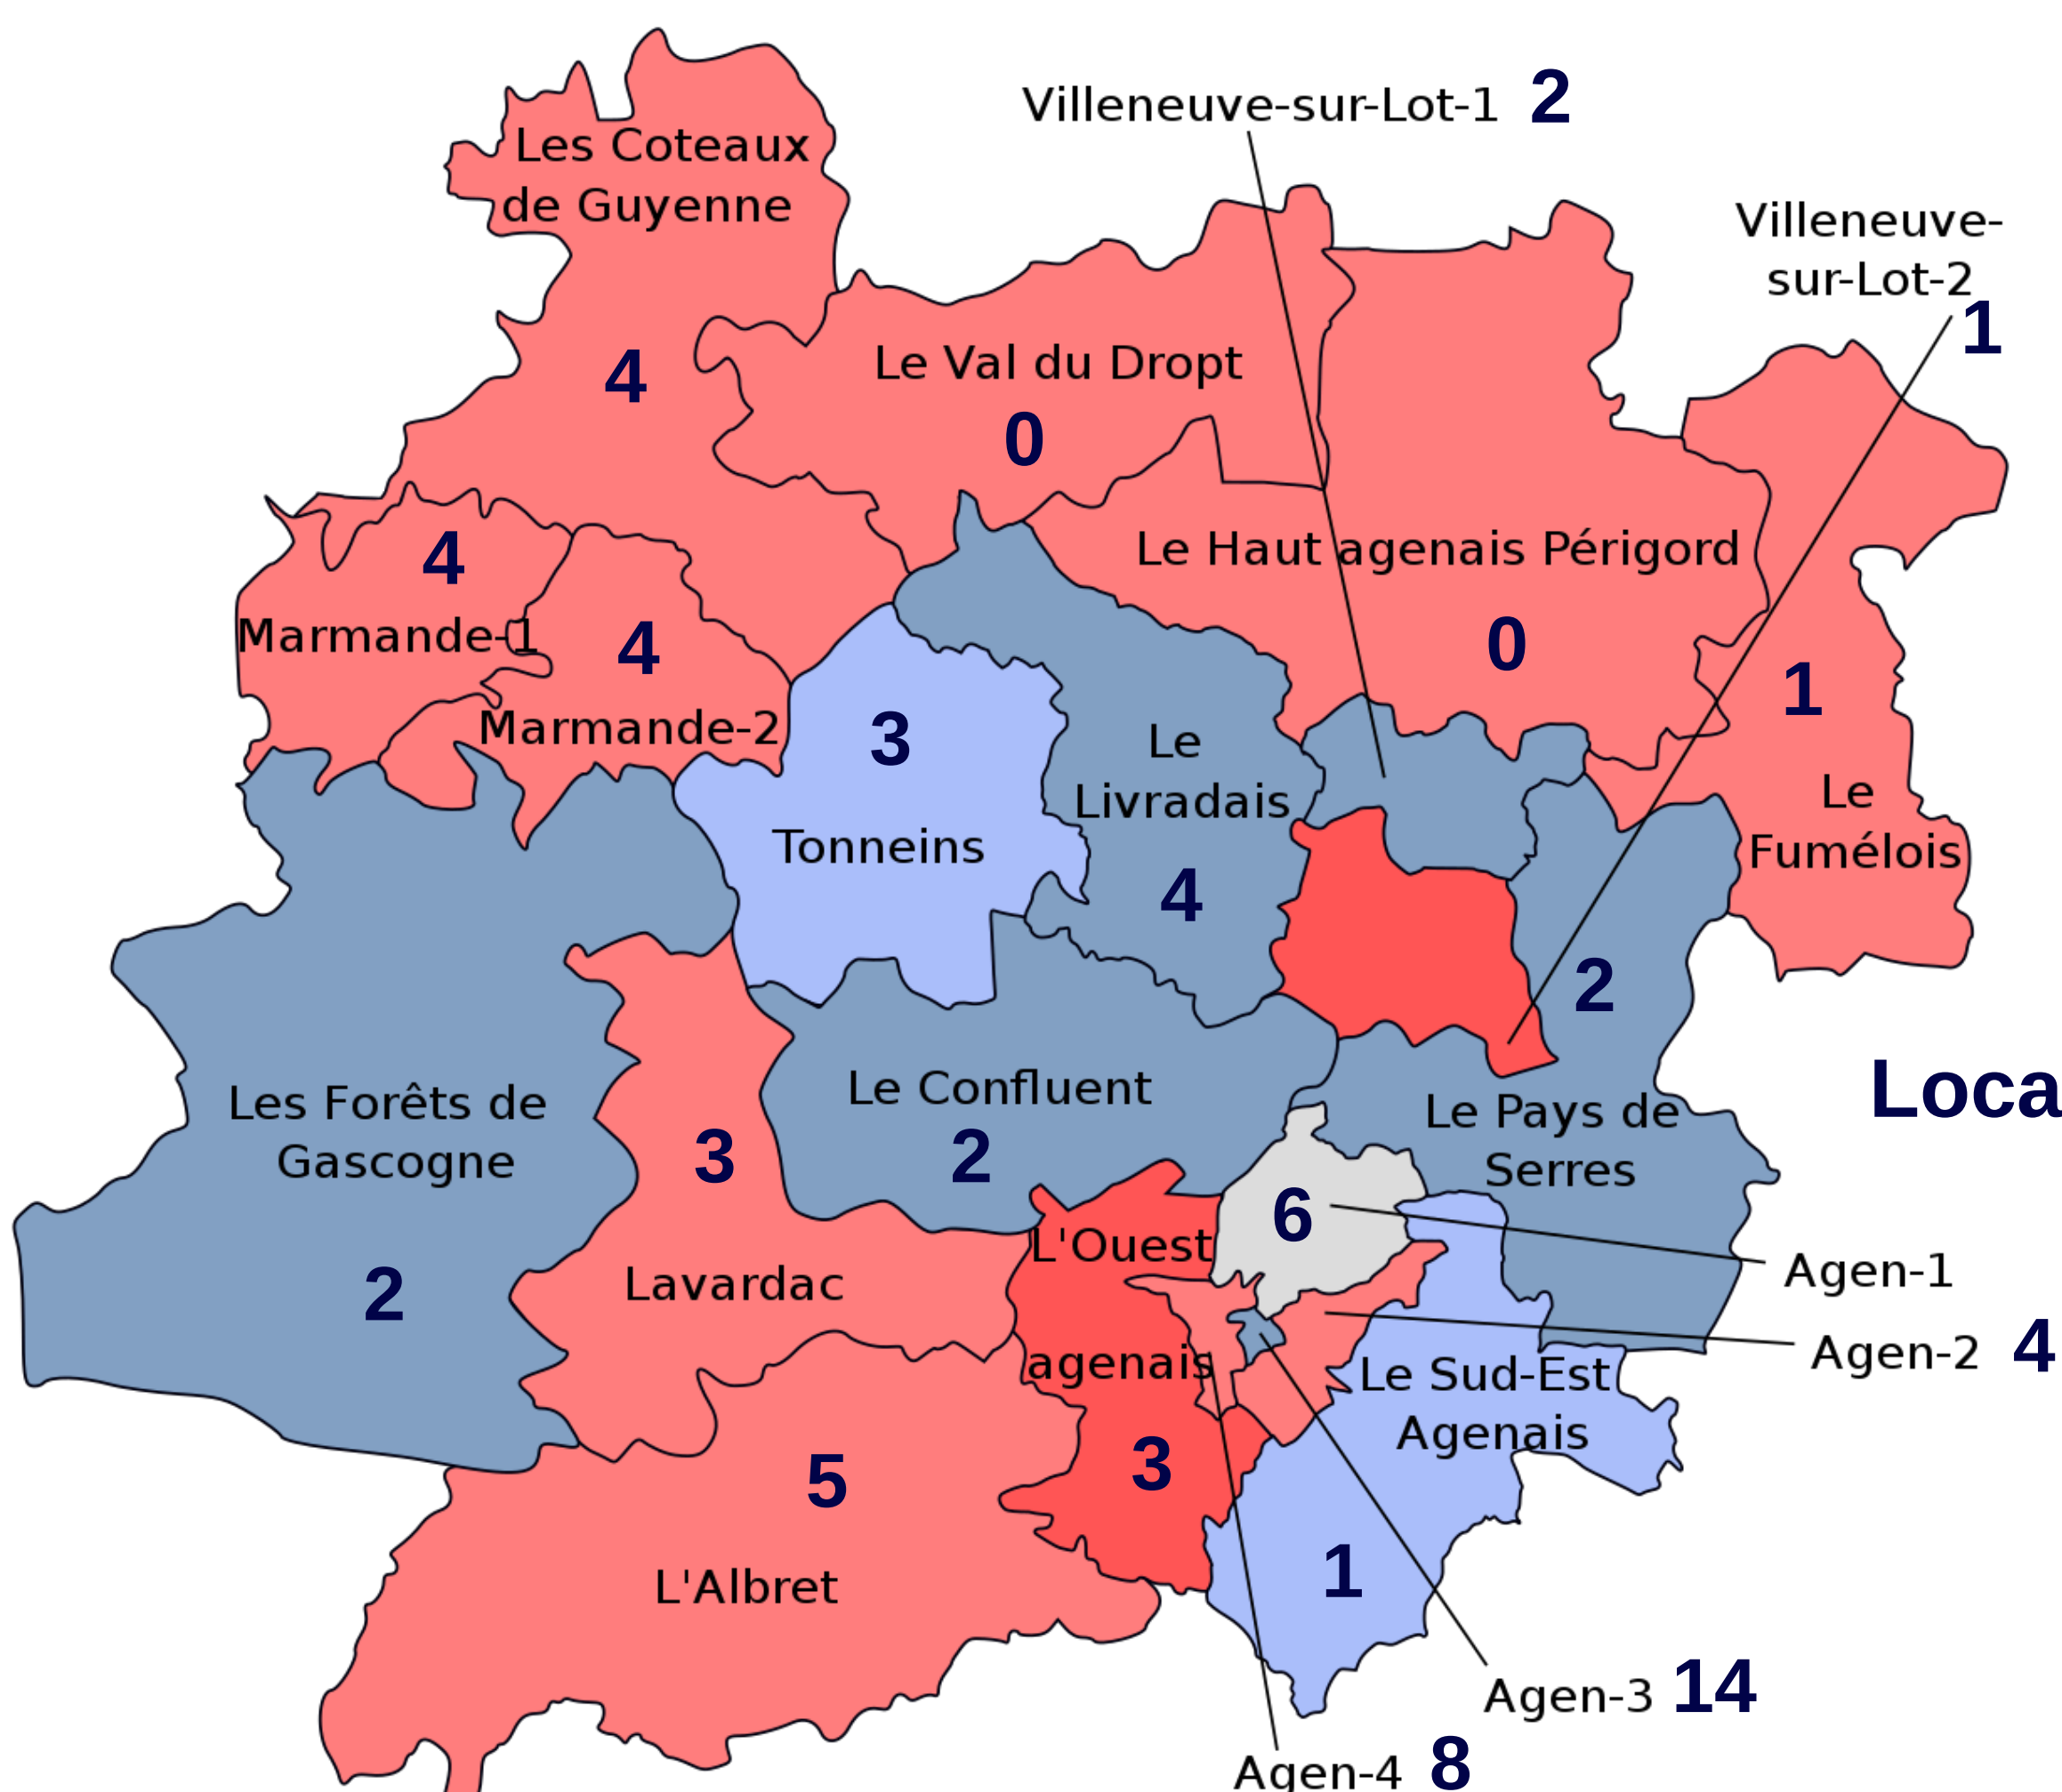 Villeneuve-sur-Lot-1 2
Les Coteaux
de Guyenne
4
Villeneuve-
sur-Lot-2
1
Le Val du Dropt
0
Le Haut agenais Périgord
0
4
Marmande-1
4
Marmande-2
3
Tonneins
Le
Livradais
4
1
Le
Fumélois
2
Loca
Les Forêts de
Gascogne
2
3
Lavardac
Le Confluent
2
Le Pays de
Serres
6
L'Ouest
agenais
3
Agen-1
Agen-2 4
Le Sud-Est
Agenais
1
5
L'Albret
Agen-3 14
Agen-4 8